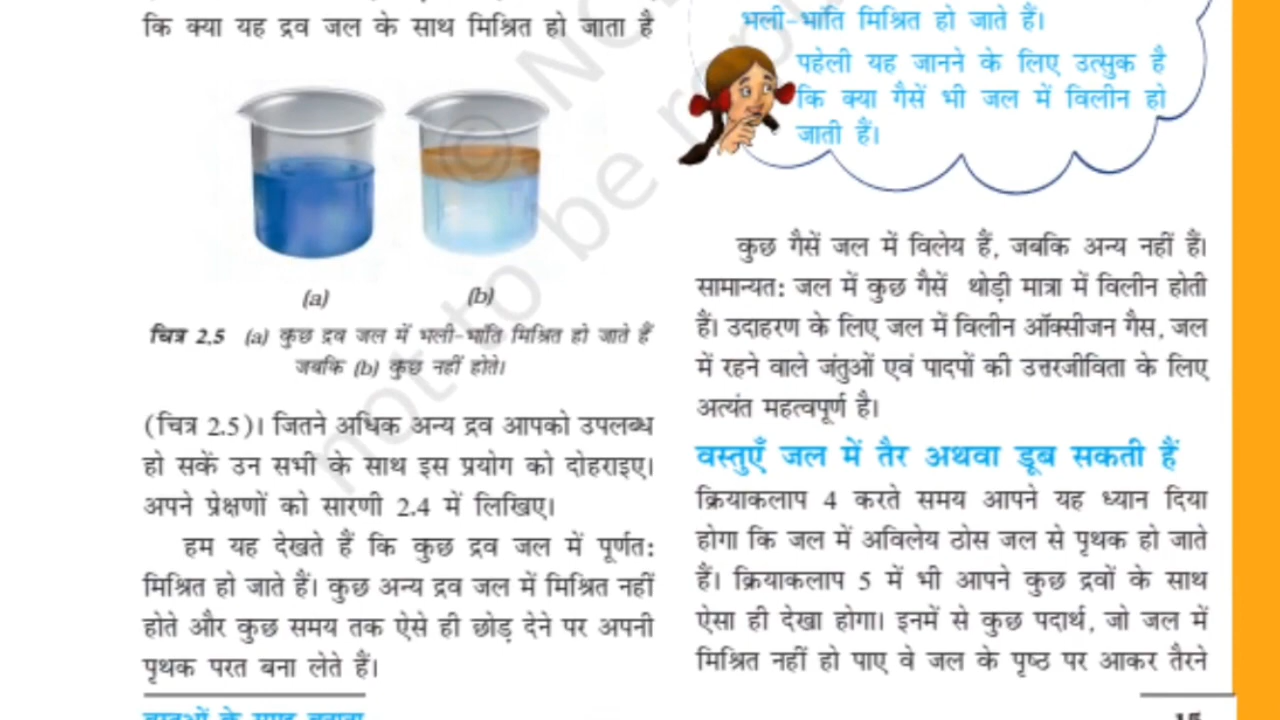 कि क्या यह द्रव जल के साथ मिश्रित हो जाता है
(a)
(b)
चित्र 2.5 (a) कुछ द्रव जल में भली-भाँति मिश्रित हो जाते हैं
जबकि (b) कुछ नहीं होते।
(चित्र 2.5)। जितने अधिक अन्य द्रव आपको उपलब्ध
हो सकें उन सभी के साथ इस प्रयोग को दोहराइए।
अपने प्रेक्षणों को सारणी 2.4 में लिखिए।
हम यह देखते हैं कि कुछ द्रव जल में पूर्णत:
मिश्रित हो जाते हैं। कुछ अन्य द्रव जल में मिश्रित नहीं
होते और कुछ समय तक ऐसे ही छोड़ देने पर अपनी
पृथक परत बना लेते हैं।
भली-भाँति मिश्रित हो जाते हैं।
पहेली यह जानने के लिए उत्सुक है
कि क्या गैसें भी जल में विलीन हो
जाती हैं।
कुछ गैसें जल में विलेय हैं, जबकि अन्य नहीं हैं।
सामान्यत: जल में कुछ गैसें थोड़ी मात्रा में विलीन होती
हैं। उदाहरण के लिए जल में विलीन ऑक्सीजन गैस, जल
में रहने वाले जंतुओं एवं पादपों की उत्तरजीविता के लिए
अत्यंत महत्वपूर्ण है।
वस्तुएँ जल में तैर अथवा डूब सकती हैं
क्रियाकलाप 4 करते समय आपने यह ध्यान दिया
होगा कि जल में अविलेय ठोस जल से पृथक हो जाते
हैं। क्रियाकलाप 5 में भी आपने कुछ द्रवों के साथ
ऐसा ही देखा होगा। इनमें से कुछ पदार्थ, जो जल में
मिश्रित नहीं हो पाए वे जल के पृष्ठ पर आकर तैरने
not to be